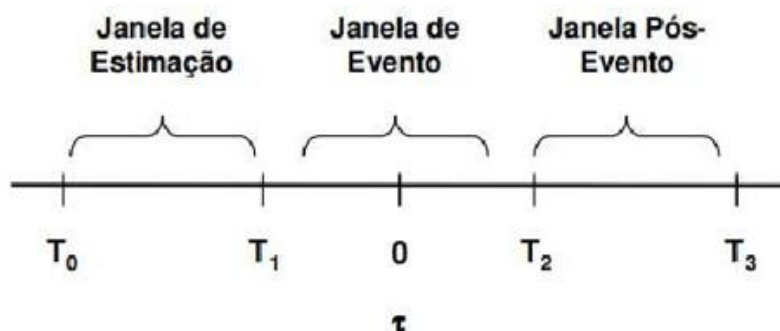 Janela de
Estimação
Janela de
Evento
Janela Pós-
Evento
T₀ T₁ 0 T₂ T₃
τ